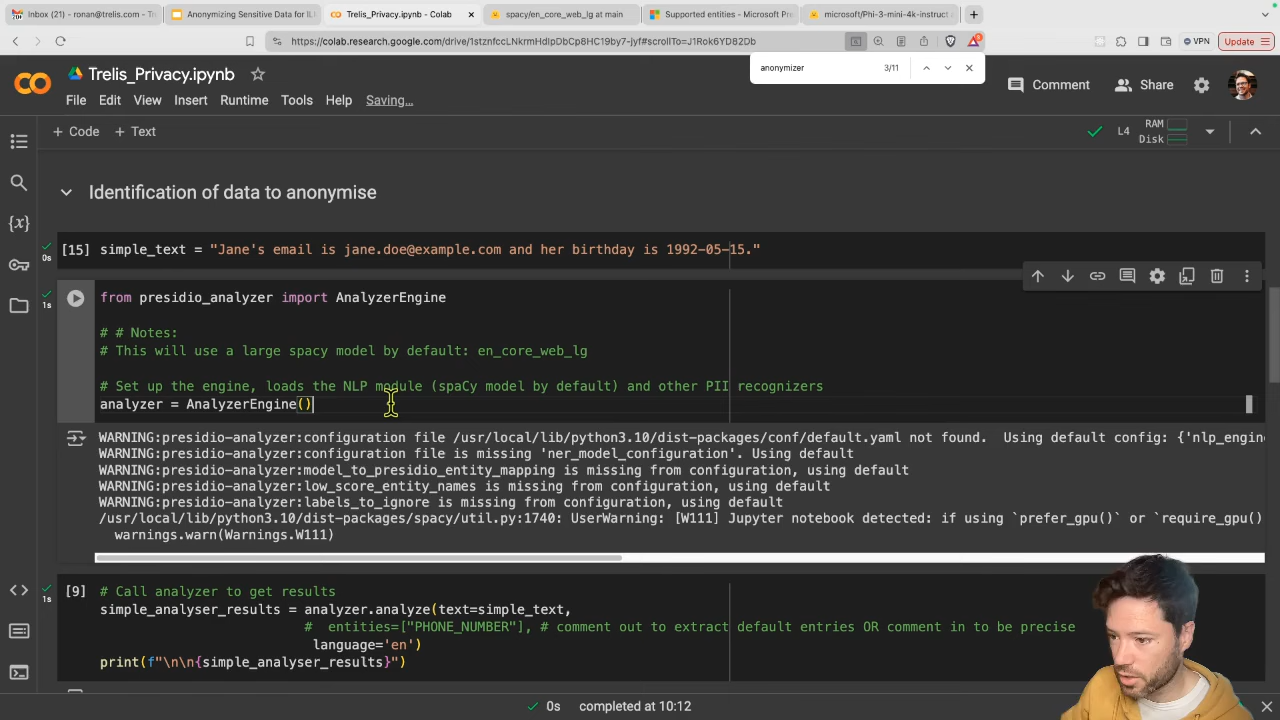 Inbox (21) - ronan@trelis.com
Anonymizing Sensitive Data for LL
Trelis_Privacy.ipynb - Colab
spacy/en_core_web_lg at main
Supported entities - Microsoft Pr
microsoft/Phi-3-mini-4k-instruct a
https://colab.research.google.com/drive/1stznfccLNkrmHdIpDbCp8HC19by7-jyf#scrollTo=J1Rok6YD82Db
VPN
Update
anonymizer
3/11
Trelis_Privacy.ipynb
File Edit View Insert Runtime Tools Help Saving...
Comment
Share
+ Code + Text
L4
RAM
Disk
Identification of data to anonymise
[15] simple_text = "Jane's email is jane.doe@example.com and her birthday is 1992-05-15."
0s
from presidio_analyzer import AnalyzerEngine
1s
# # Notes:
# This will use a large spacy model by default: en_core_web_lg
# Set up the engine, loads the NLP module (spaCy model by default) and other PII recognizers
analyzer = AnalyzerEngine()
WARNING:presidio-analyzer:configuration file /usr/local/lib/python3.10/dist-packages/conf/default.yaml not found.  Using default config: {'nlp_engin
WARNING:presidio-analyzer:configuration file is missing 'ner_model_configuration'. Using default
WARNING:presidio-analyzer:model_to_presidio_entity_mapping is missing from configuration, using default
WARNING:presidio-analyzer:low_score_entity_names is missing from configuration, using default
WARNING:presidio-analyzer:labels_to_ignore is missing from configuration, using default
/usr/local/lib/python3.10/dist-packages/spacy/util.py:1740: UserWarning: [W111] Jupyter notebook detected: if using `prefer_gpu()` or `require_gpu()
warnings.warn(Warnings.W111)
[9] # Call analyzer to get results
1s
simple_analyser_results = analyzer.analyze(text=simple_text,
#  entities=["PHONE_NUMBER"], # comment out to extract default entries OR comment in to be precise
language='en')
print(f"\n\n{simple_analyser_results}")
0s completed at 10:12